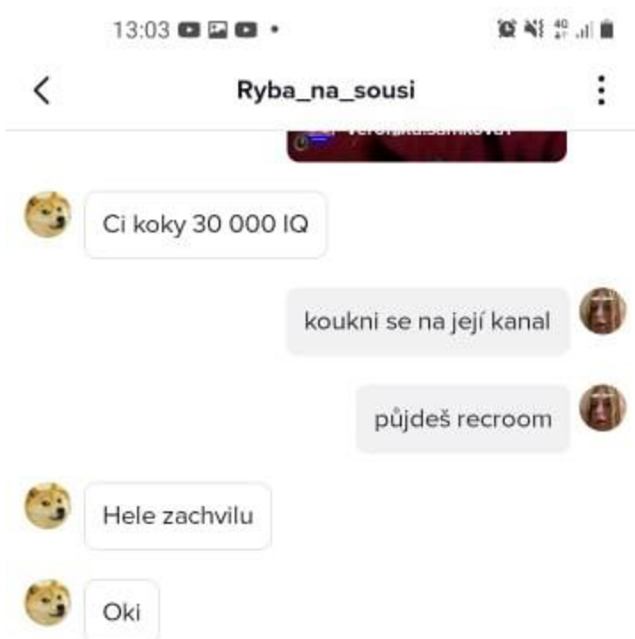 13:03
Ryba_na_sousi
Ci koky 30 000 IQ
koukni se na její kanal
půjdeš recroom
Hele zachvilu
Oki